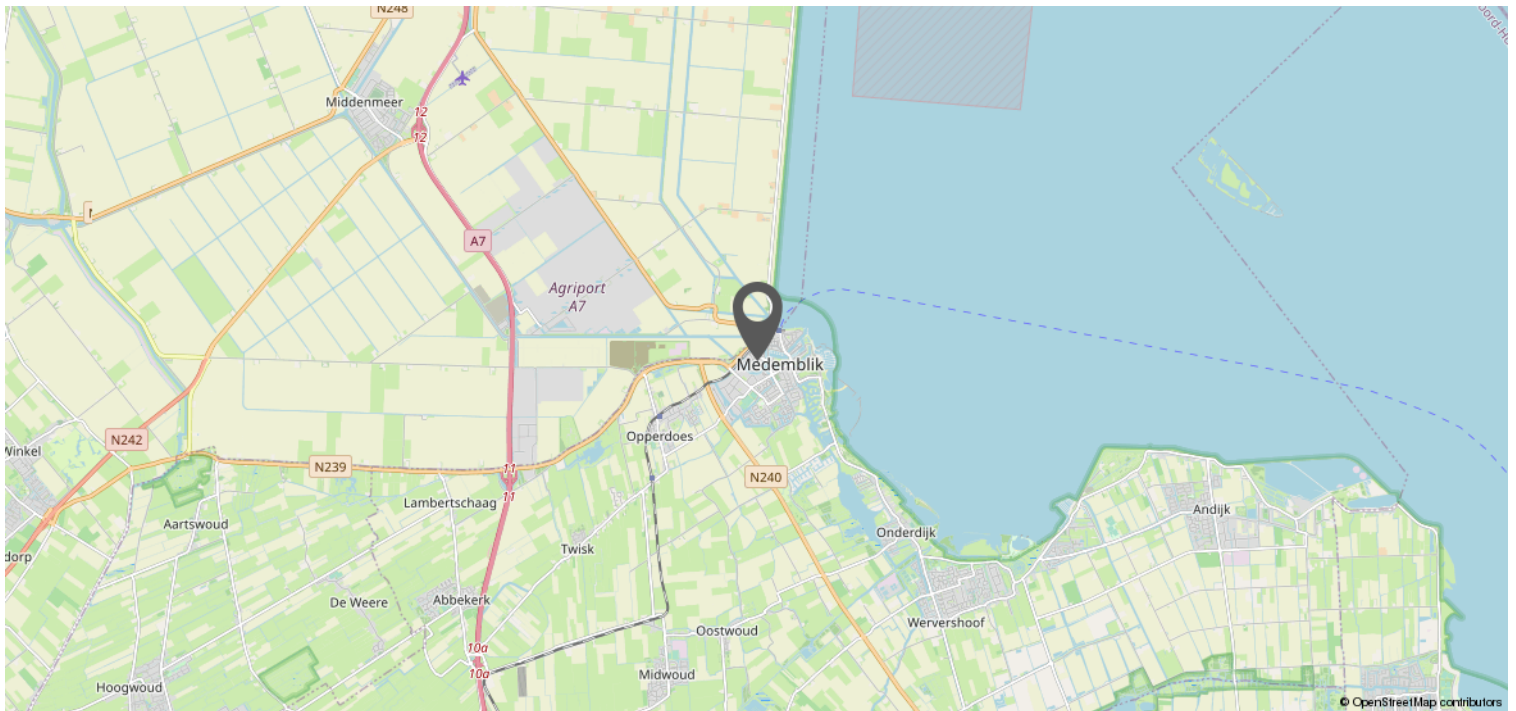 N248
Middenmeer
12
12
A7
Agriport
A7
Medemblik
Opperdoes
N242
Winkel
N239
11
11
N240
Lambertschaag
Aartswoud
Andijk
Onderdijk
Twisk
dorp
De Weere
Abbekerk
Wervershoof
Oostwoud
10a
10a
Midwoud
Hoogwoud
© OpenStreetMap contributors